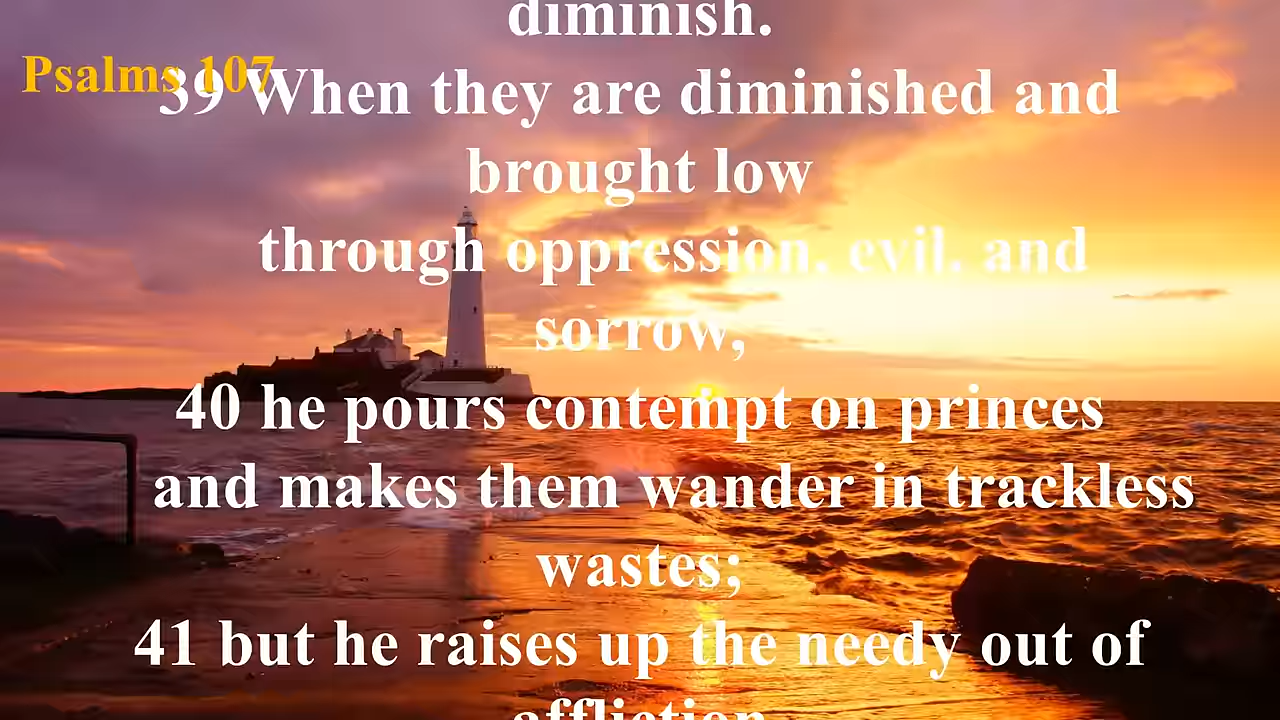 diminish.
Psalms 107
39 When they are diminished and
brought low
through oppression, evil, and
sorrow,
40 he pours contempt on princes
and makes them wander in trackless
wastes;
41 but he raises up the needy out of
affliction